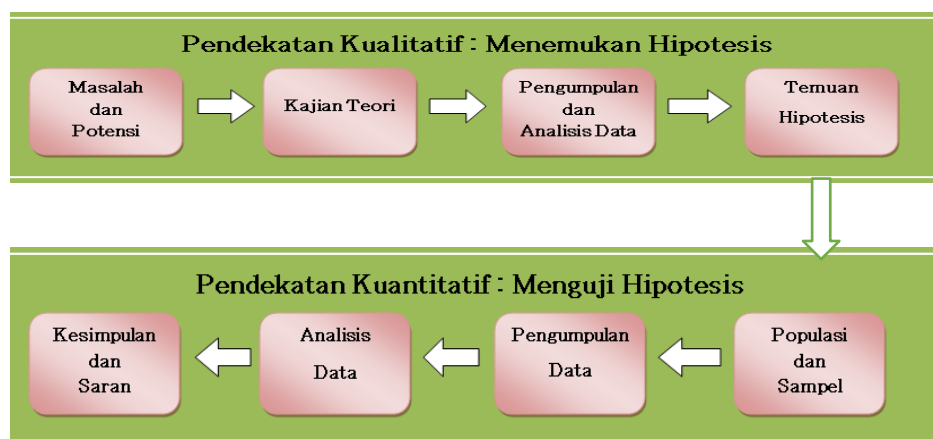 Pendekatan Kualitatif : Menemukan Hipotesis
Masalah
dan
Potensi
Kajian Teori
Pengumpulan
dan
Analisis Data
Temuan
Hipotesis
Pendekatan Kuantitatif : Menguji Hipotesis
Kesimpulan
dan
Saran
Analisis
Data
Pengumpulan
Data
Populasi
dan
Sampel